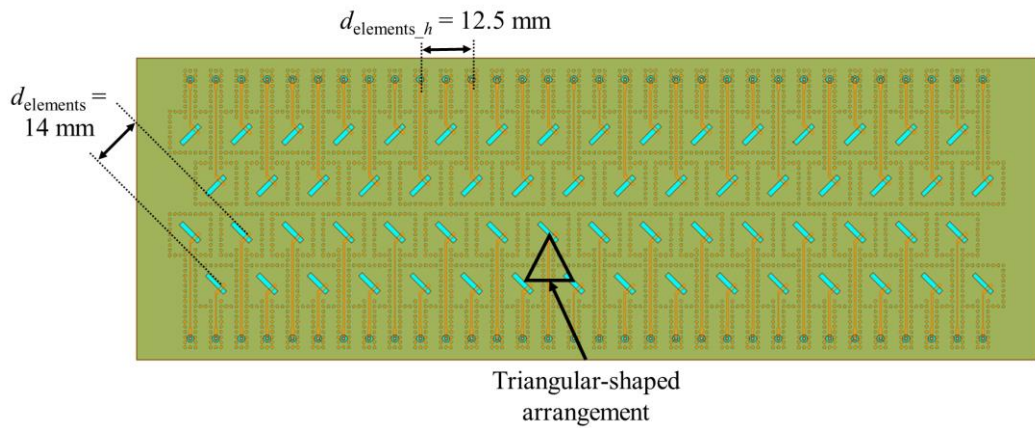 d_elements_h = 12.5 mm
d_elements =
14 mm
Triangular-shaped
arrangement